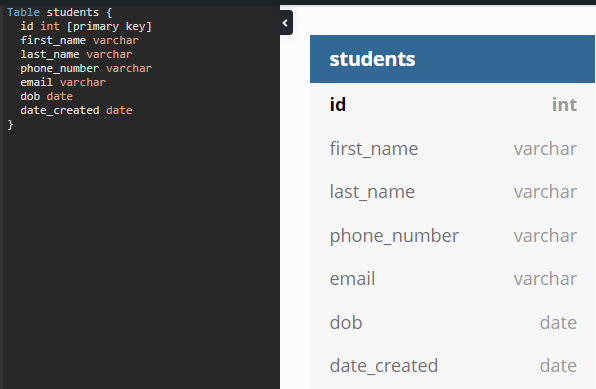 Table students {
  id int [primary key]
  first_name varchar
  last_name varchar
  phone_number varchar
  email varchar
  dob date
  date_created date
}
students
id int
first_name varchar
last_name varchar
phone_number varchar
email varchar
dob date
date_created date